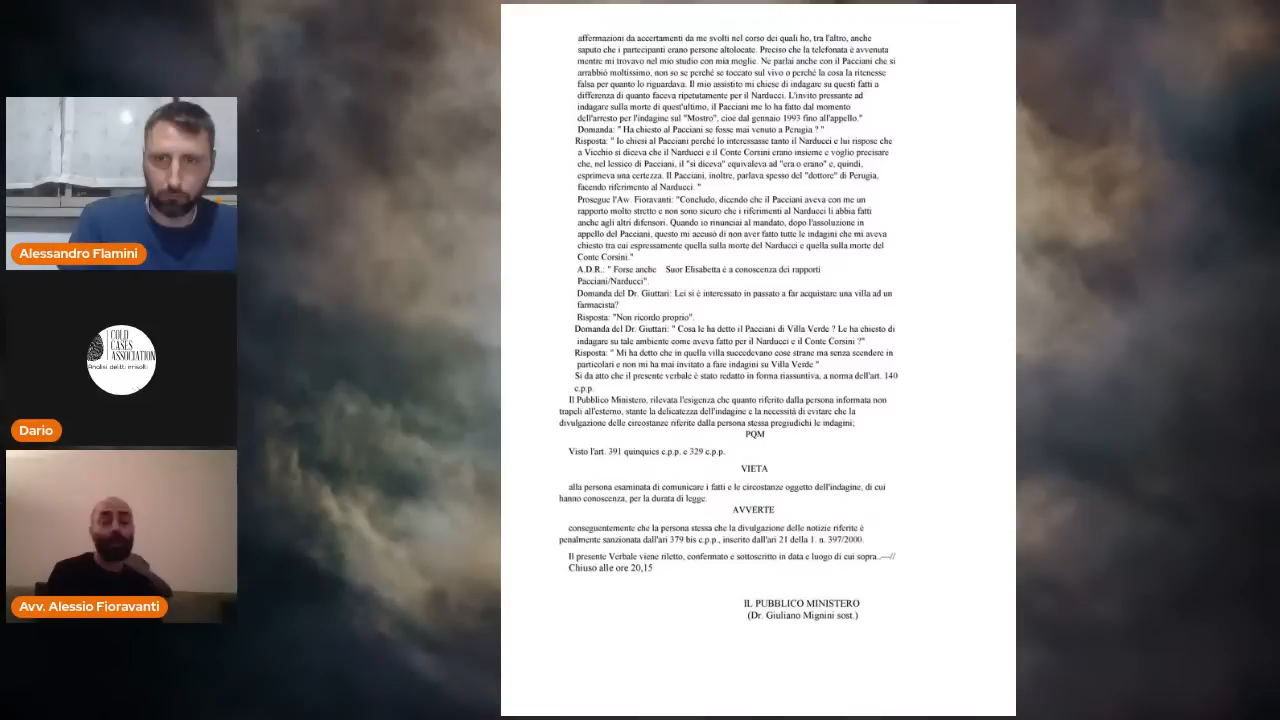 Alessandro Flamini
COLD
CASES
ASSOCIATION
Analisi delitti irrisolti
Dario
Avv. Alessio Fioravanti
affermazioni da accertamenti da me svolti nel corso dei quali ho, tra l'altro, anche
saputo che i partecipanti erano persone altolocate. Preciso che la telefonata è avvenuta
mentre mi trovavo nel mio studio con mia moglie. Ne parlai anche con il Pacciani che si
arrabbiò moltissimo, non so se perché se toccato sul vivo o perché la cosa la ritenesse
falsa per quanto lo riguardava. Il mio assistito mi chiese di indagare su questi fatti a
differenza di quanto faceva ripetutamente per il Narducci. L'invito pressante ad
indagare sulla morte di quest'ultimo, il Pacciani me lo ha fatto dal momento
dell'arresto per l'indagine sul "Mostro", cioè dal gennaio 1993 fino all'appello."
Domanda: " Ha chiesto al Pacciani se fosse mai venuto a Perugia ? "
Risposta: " Io chiesi al Pacciani perché lo interessasse tanto il Narducci e lui rispose che
a Vicchio si diceva che il Narducci e il Conte Corsini erano insieme e voglio precisare
che, nel lessico di Pacciani, il "si diceva" equivaleva ad "era o erano" e, quindi,
esprimeva una certezza. Il Pacciani, inoltre, parlava spesso del "dottore" di Perugia,
facendo riferimento al Narducci. "
Prosegue l'Aw. Fioravanti: "Concludo, dicendo che il Pacciani aveva con me un
rapporto molto stretto e non sono sicuro che i riferimenti al Narducci li abbia fatti
anche agli altri difensori. Quando io rinunciai al mandato, dopo l'assoluzione in
appello del Pacciani, questo mi accusò di non aver fatto tutte le indagini che mi aveva
chiesto tra cui espressamente quella sulla morte del Narducci e quella sulla morte del
Conte Corsini."
A.D.R.: " Forse anche Suor Elisabetta è a conoscenza dei rapporti
Pacciani/Narducci".
Domanda del Dr. Giuttari: Lei si è interessato in passato a far acquistare una villa ad un
farmacista?
Risposta: "Non ricordo proprio".
Domanda del Dr. Giuttari: " Cosa le ha detto il Pacciani di Villa Verde ? Le ha chiesto di
indagare su tale ambiente come aveva fatto per il Narducci e il Conte Corsini ?"
Risposta: " Mi ha detto che in quella villa succedevano cose strane ma senza scendere in
particolari e non mi ha mai invitato a fare indagini su Villa Verde "
Si da atto che il presente verbale è stato redatto in forma riassuntiva, a norma dell'art. 140
c.p.p.
Il Pubblico Ministero, rilevata l'esigenza che quanto riferito dalla persona informata non
trapeli all'esterno, stante la delicatezza dell'indagine e la necessità di evitare che la
divulgazione delle circostanze riferite dalla persona stessa pregiudichi le indagini;
PQM
Visto l'art. 391 quinquies c.p.p. e 329 c.p.p.
VIETA
alla persona esaminata di comunicare i fatti e le circostanze oggetto dell'indagine, di cui
hanno conoscenza, per la durata di legge.
AVVERTE
conseguentemente che la persona stessa che la divulgazione delle notizie riferite è
penalmente sanzionata dall'ari 379 bis c.p.p., inserito dall'ari 21 della 1. n. 397/2000.
Il presente Verbale viene riletto, confermato e sottoscritto in data e luogo di cui sopra..—//
Chiuso alle ore 20,15
IL PUBBLICO MINISTERO
(Dr. Giuliano Mignini sost.)